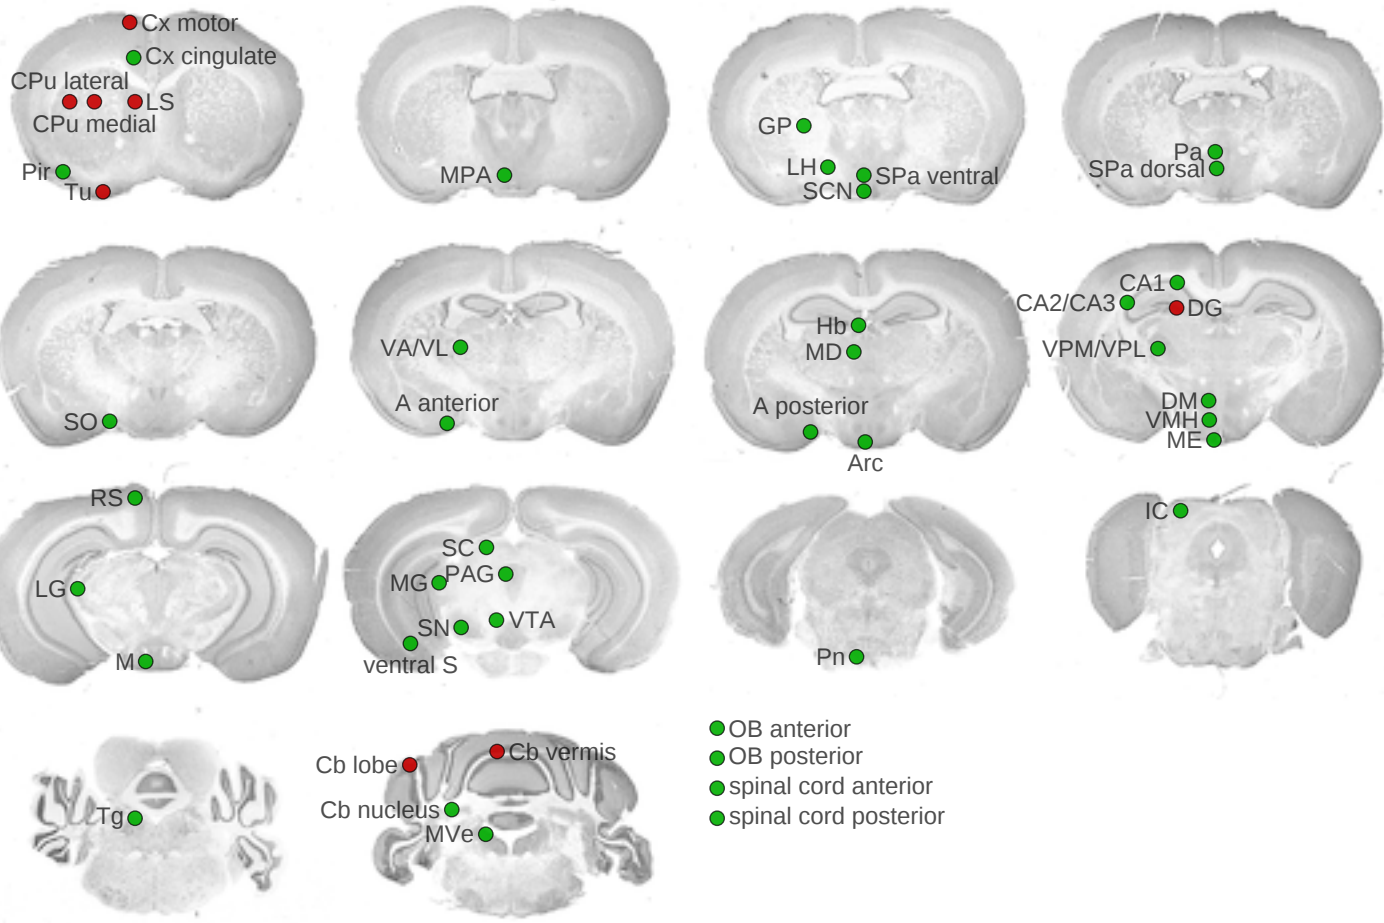 Cx motor
Cx cingulate
CPu lateral
LS
CPu medial
Pir
Tu
MPA
GP
LH
SPa ventral
SCN
Pa
SPa dorsal
SO
VA/VL
A anterior
Hb
MD
A posterior
Arc
CA1
CA2/CA3
DG
VPM/VPL
DM
VMH
ME
RS
LG
M
SC
MG
PAG
SN
VTA
ventral S
Pn
IC
Tg
Cb lobe
Cb vermis
Cb nucleus
MVe
OB anterior
OB posterior
spinal cord anterior
spinal cord posterior